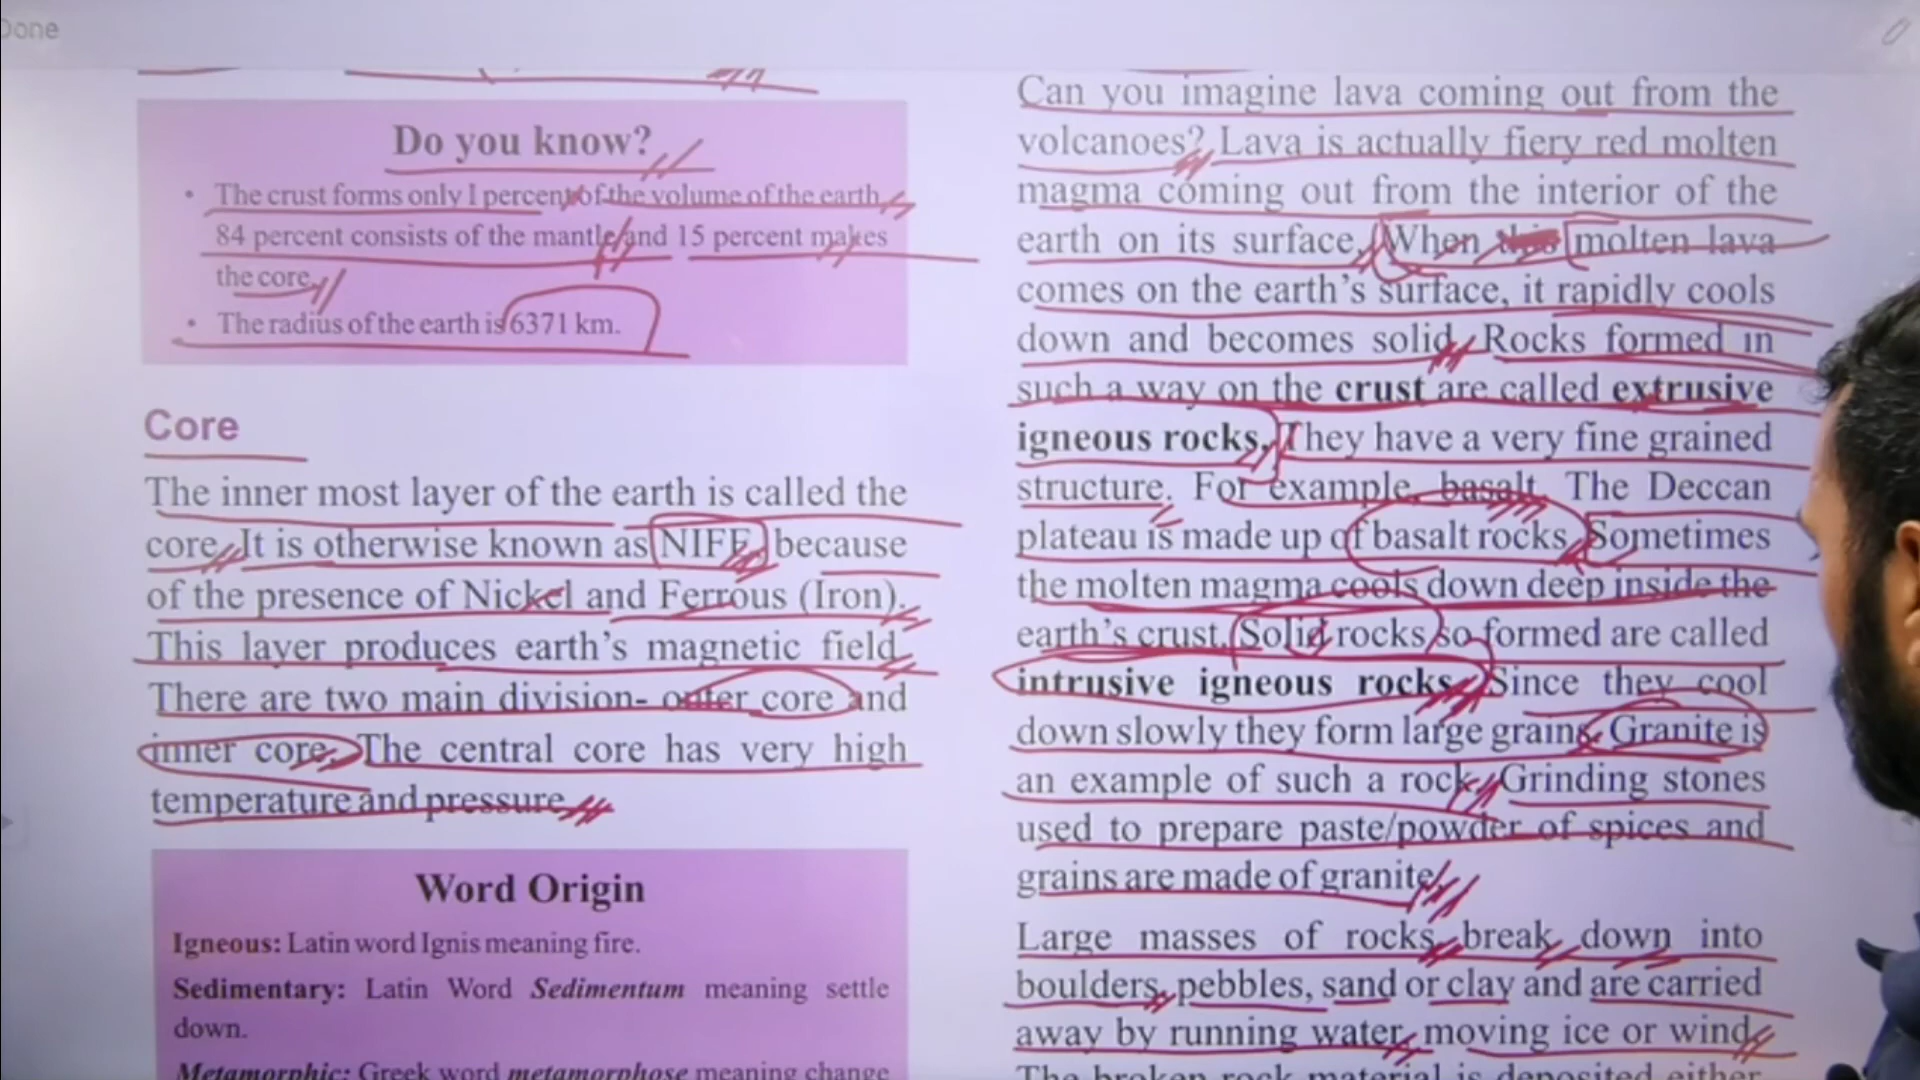 Done
Do you know?
• The crust forms only 1 percent of the volume of the earth
84 percent consists of the mantle and 15 percent makes
the core.
• The radius of the earth is 6371 km.
Core
The inner most layer of the earth is called the
core. It is otherwise known as NIFE because
of the presence of Nickel and Ferrous (Iron).
This layer produces earth’s magnetic field.
There are two main division- outer core and
inner core. The central core has very high
temperature and pressure.
Word Origin
Igneous: Latin word Ignis meaning fire.
Sedimentary: Latin Word Sedimentum meaning settle
down.
Metamorphic: Greek word metamorphose meaning change
Can you imagine lava coming out from the
volcanoes? Lava is actually fiery red molten
magma coming out from the interior of the
earth on its surface. When this molten lava
comes on the earth’s surface, it rapidly cools
down and becomes solid. Rocks formed in
such a way on the crust are called extrusive
igneous rocks. They have a very fine grained
structure. For example, basalt. The Deccan
plateau is made up of basalt rocks. Sometimes
the molten magma cools down deep inside the
earth’s crust. Solid rocks so formed are called
intrusive igneous rocks. Since they cool
down slowly they form large grains. Granite is
an example of such a rock. Grinding stones
used to prepare paste/powder of spices and
grains are made of granite.
Large masses of rocks break down into
boulders, pebbles, sand or clay and are carried
away by running water, moving ice or wind.
The broken rock material is deposited either